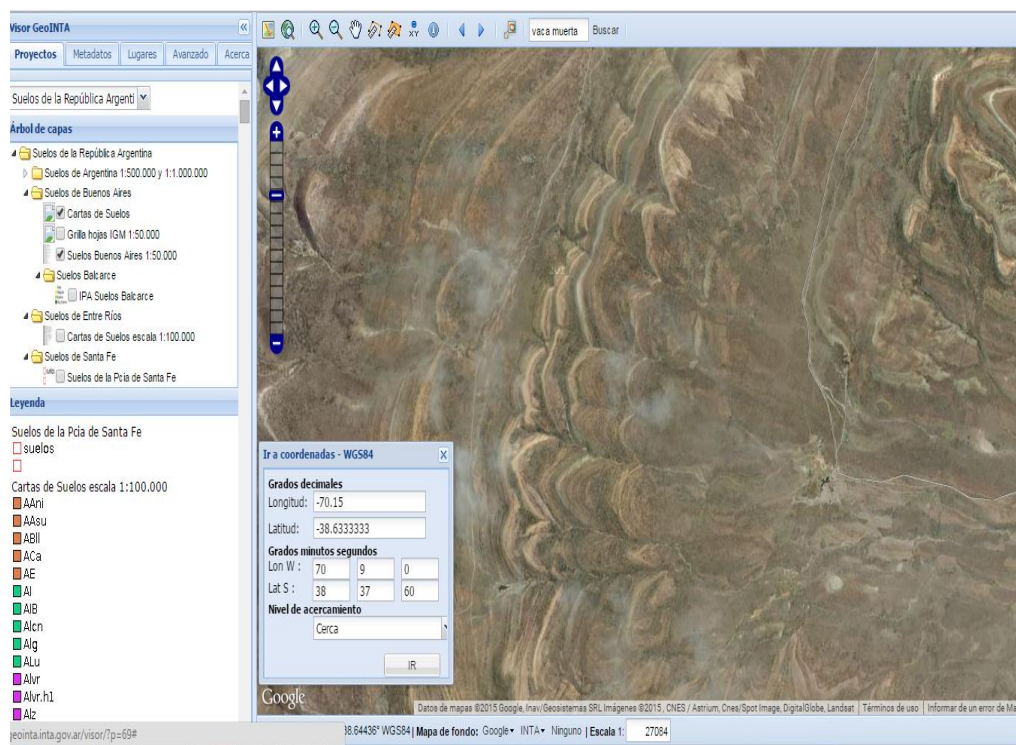 Visor GeoINTA
Proyectos Metadatos Lugares Avanzado Acerca
Suelos de la República Argenti
Árbol de capas
Suelos de la República Argentina
Suelos de Argentina 1:500.000 y 1:1.000.000
Suelos de Buenos Aires
Cartas de Suelos
Grilla hojas IGM 1:50.000
Suelos Buenos Aires 1:50.000
Suelos Balcarce
IPA Suelos Balcarce
Suelos de Entre Ríos
Cartas de Suelos escala 1:100.000
Suelos de Santa Fe
Suelos de la Pcia de Santa Fe
Leyenda
Suelos de la Pcia de Santa Fe
suelos
Cartas de Suelos escala 1:100.000
AAni
AAsu
ABll
ACa
AE
Al
AlB
Alcn
Alg
ALu
Alvr
Alvr.h1
Alz
geointa.inta.gov.ar/visor/?p=69#
XY
vaca muerta Buscar
Ir a coordenadas - WGS84
Grados decimales
Longitud: -70.15
Latitud: -38.6333333
Grados minutos segundos
Lon W : 70 9 0
Lat S : 38 37 60
Nivel de acercamiento
Cerca
IR
Google
Datos de mapas ©2015 Google, Inav/Geosistemas SRL Imágenes ©2015 , CNES / Astrium, Cnes/Spot Image, DigitalGlobe, Landsat Términos de uso Informar de un error de Ma
38.64436° WGS84 | Mapa de fondo: Google INTA Ninguno | Escala 1: 27084